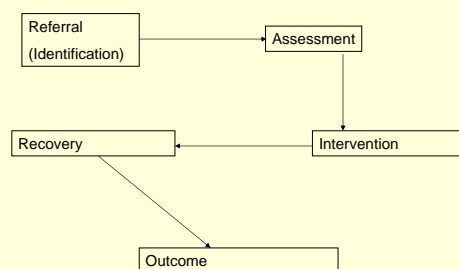 Referral
(Identification)
Assessment
Intervention
Recovery
Outcome